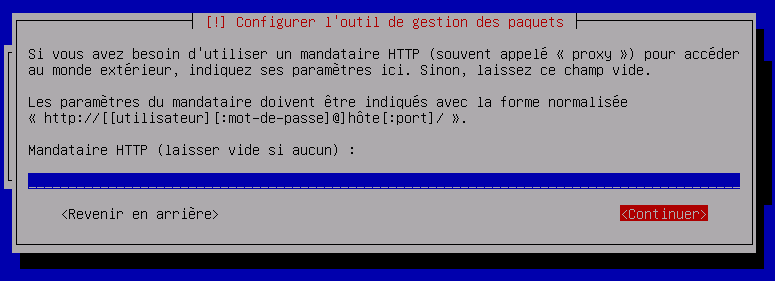 [!] Configurer l'outil de gestion des paquets
Si vous avez besoin d'utiliser un mandataire HTTP (souvent appelé « proxy ») pour accéder
au monde extérieur, indiquez ses paramètres ici. Sinon, laissez ce champ vide.
Les paramètres du mandataire doivent être indiqués avec la forme normalisée
« http://[[utilisateur][:mot-de-passe]@]hôte[:port]/ ».
Mandataire HTTP (laisser vide si aucun) :
<Revenir en arrière> <Continuer>